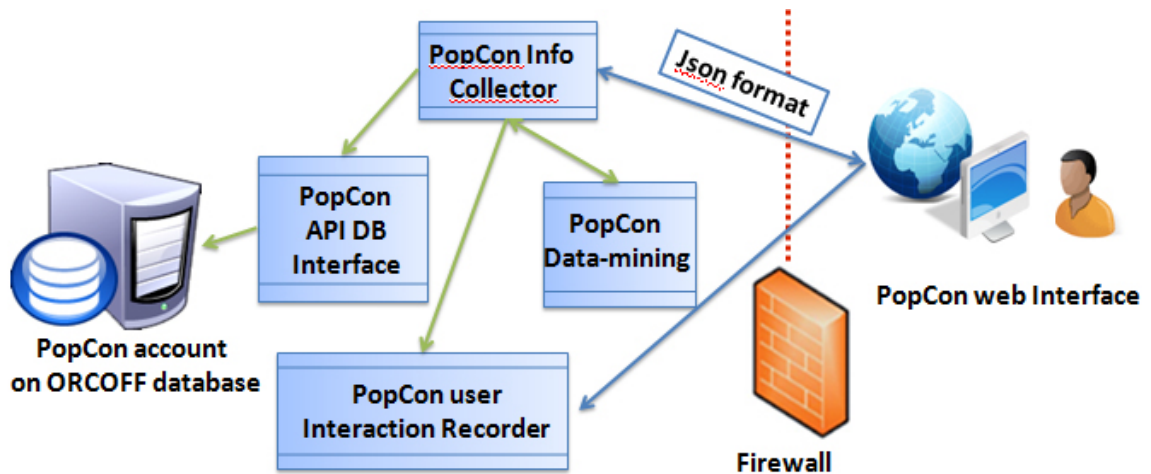 PopCon Info
Collector
Json format
PopCon
API DB
Interface
PopCon
Data-mining
PopCon web Interface
PopCon account
on ORCOFF database
PopCon user
Interaction Recorder
Firewall